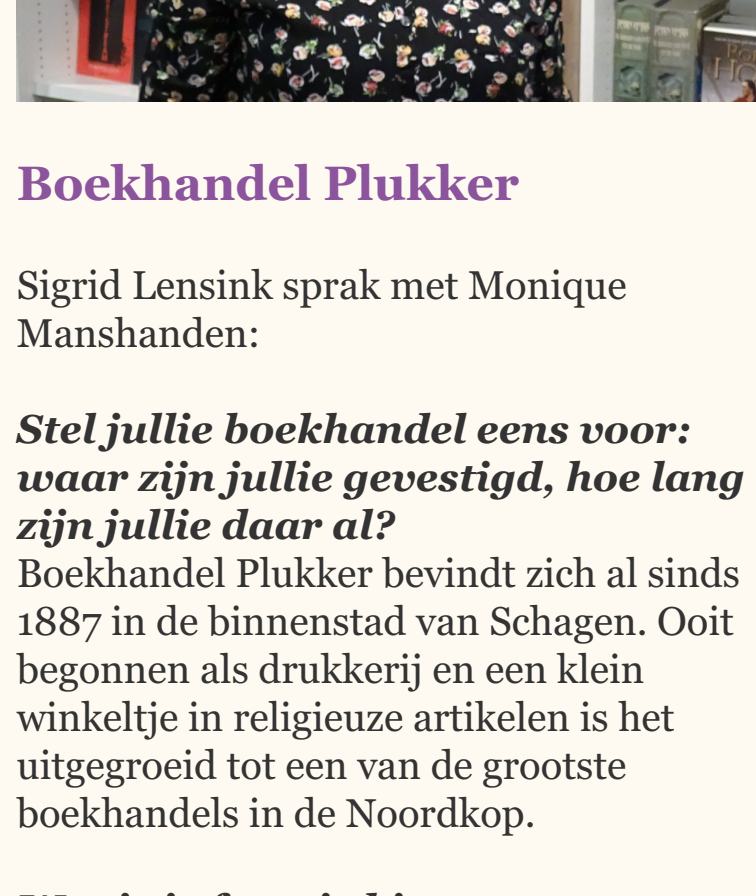 Boekhandel Plukker
Sigrid Lensink sprak met Monique
Manshanden:
Stel jullie boekhandel eens voor:
waar zijn jullie gevestigd, hoe lang
zijn jullie daar al?
Boekhandel Plukker bevindt zich al sinds
1887 in de binnenstad van Schagen. Ooit
begonnen als drukkerij en een klein
winkeltje in religieuze artikelen is het
uitgegroeid tot een van de grootste
boekhandels in de Noordkop.